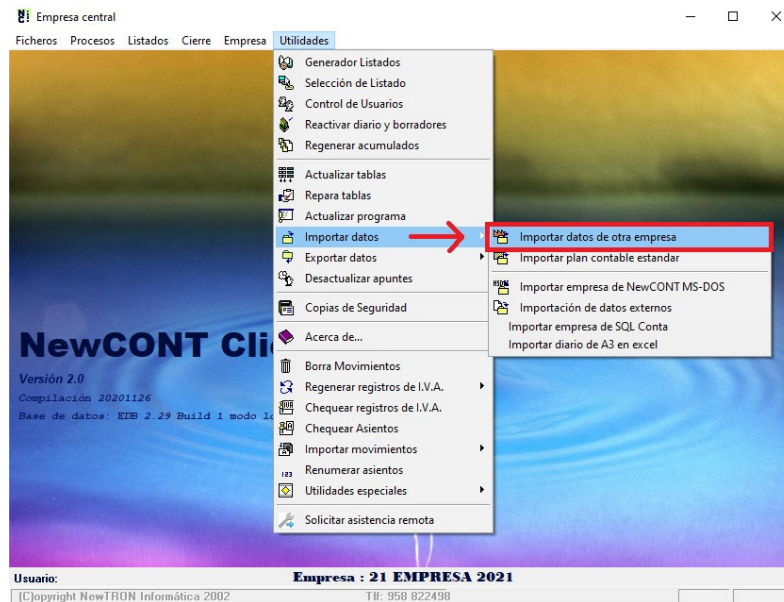 Empresa central
Ficheros Procesos Listados Cierre Empresa Utilidades
Generador Listados
Selección de Listado
Control de Usuarios
Reactivar diario y borradores
Regenerar acumulados
Actualizar tablas
Repara tablas
Actualizar programa
Importar datos
Exportar datos
Desactualizar apuntes
Copias de Seguridad
Acerca de...
Borra Movimientos
Regenerar registros de I.V.A.
Chequear registros de I.V.A.
Chequear Asientos
Importar movimientos
Renumerar asientos
Utilidades especiales
Solicitar asistencia remota
Importar datos de otra empresa
Importar plan contable estandar
Importar empresa de NewCONT MS-DOS
Importación de datos externos
Importar empresa de SQL Conta
Importar diario de A3 en excel
NewCONT Cli
Versión 2.0
Compilación 20201126
Base de datos: EDB 2.29 Build 1 modo lo
Usuario: Empresa : 21 EMPRESA 2021
(C)opyright NewTRON Informática 2002 Tlf: 958 822498